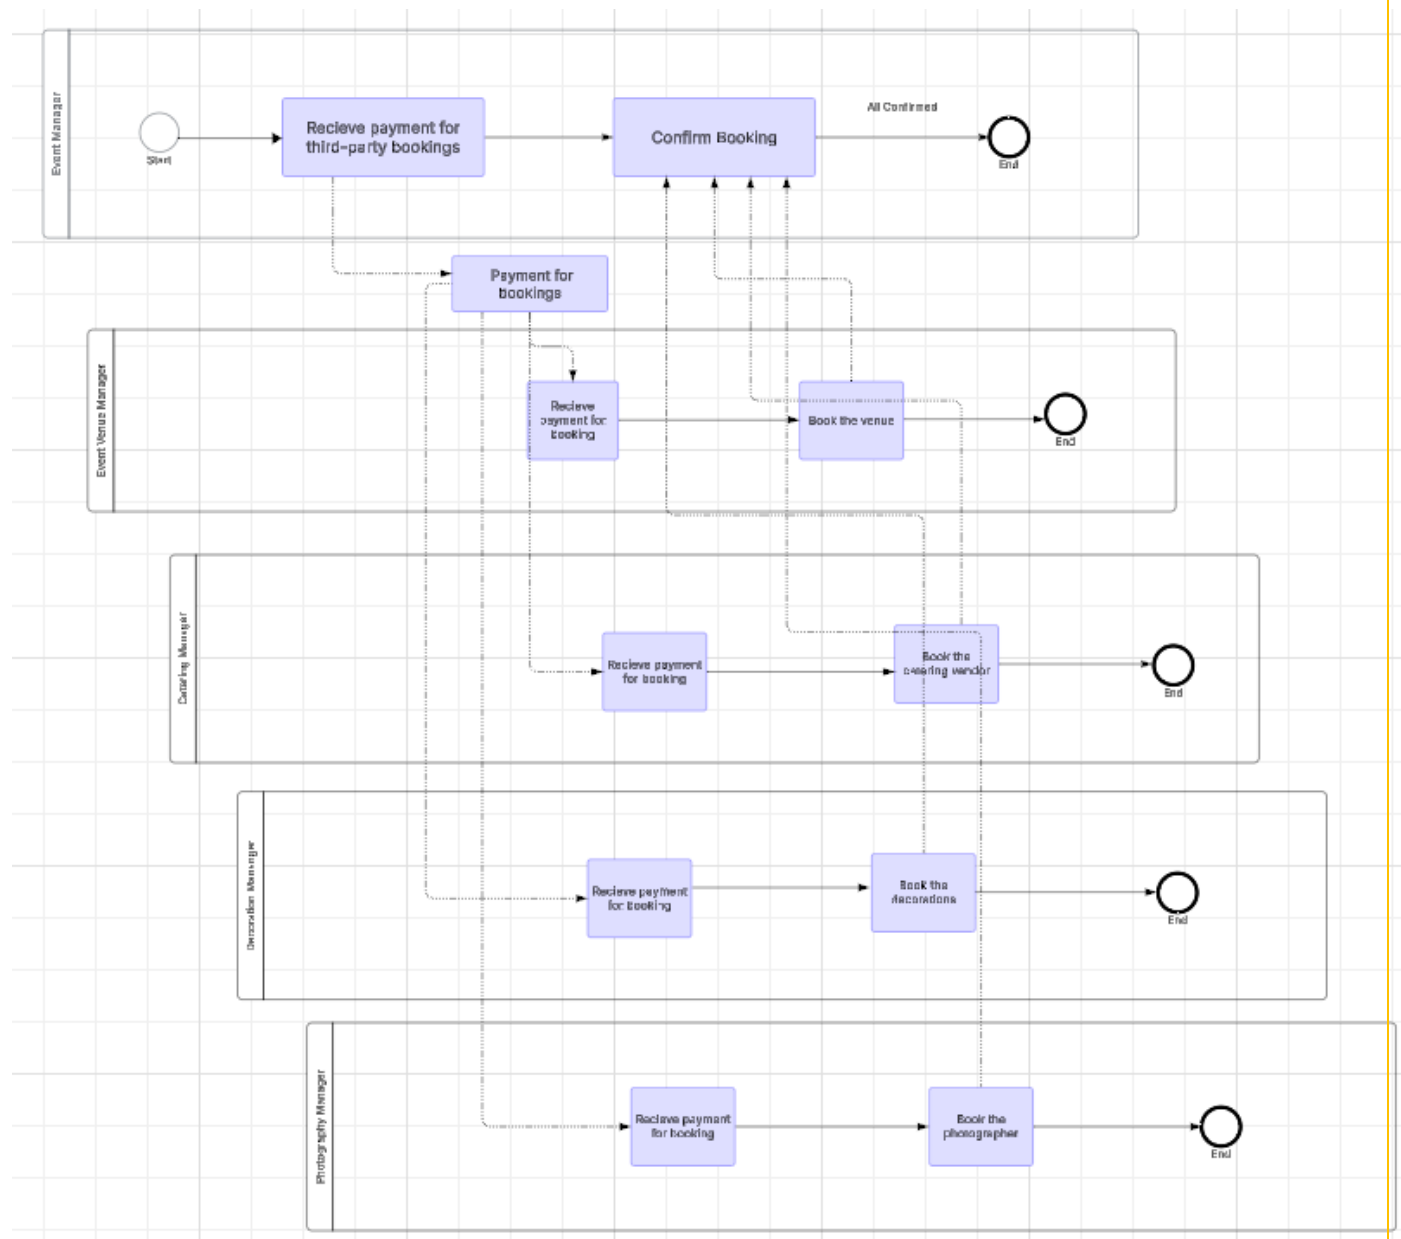 Event Manager
Start
Recieve payment for
third-party bookings
Confirm Booking
All Confirmed
End
Payment for
bookings
Event Venue Manager
Recieve
payment for
booking
Book the venue
End
Catering Manager
Recieve payment
for booking
Book the
catering vendor
End
Decoration Manager
Recieve payment
for booking
Book the
decorations
End
Photography Manager
Recieve payment
for booking
Book the
photographer
End